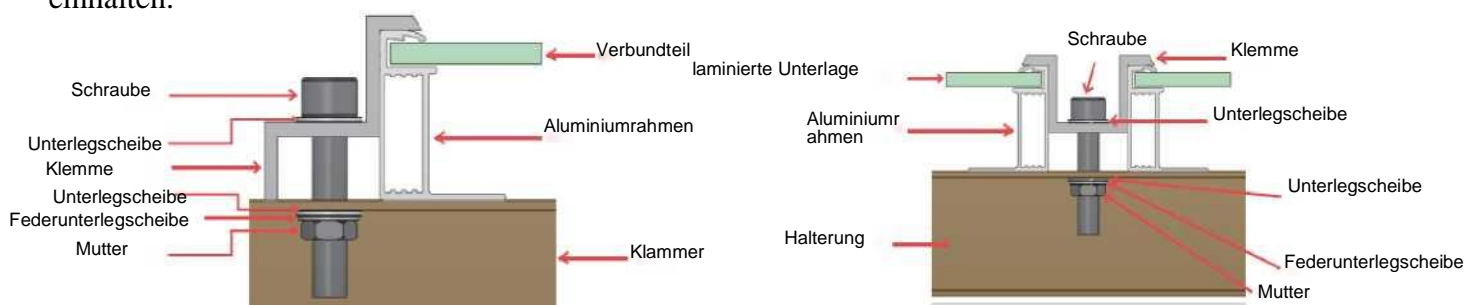 einhalten.
Schraube
Unterlegscheibe
Klemme
Unterlegscheibe
Federunterlegscheibe
Mutter
Verbundteil
Aluminiumrahmen
Klammer
Schraube
Klemme
laminierte Unterlage
Unterlegscheibe
Aluminiumr
ahmen
Unterlegscheibe
Halterung
Federunterlegscheibe
Mutter